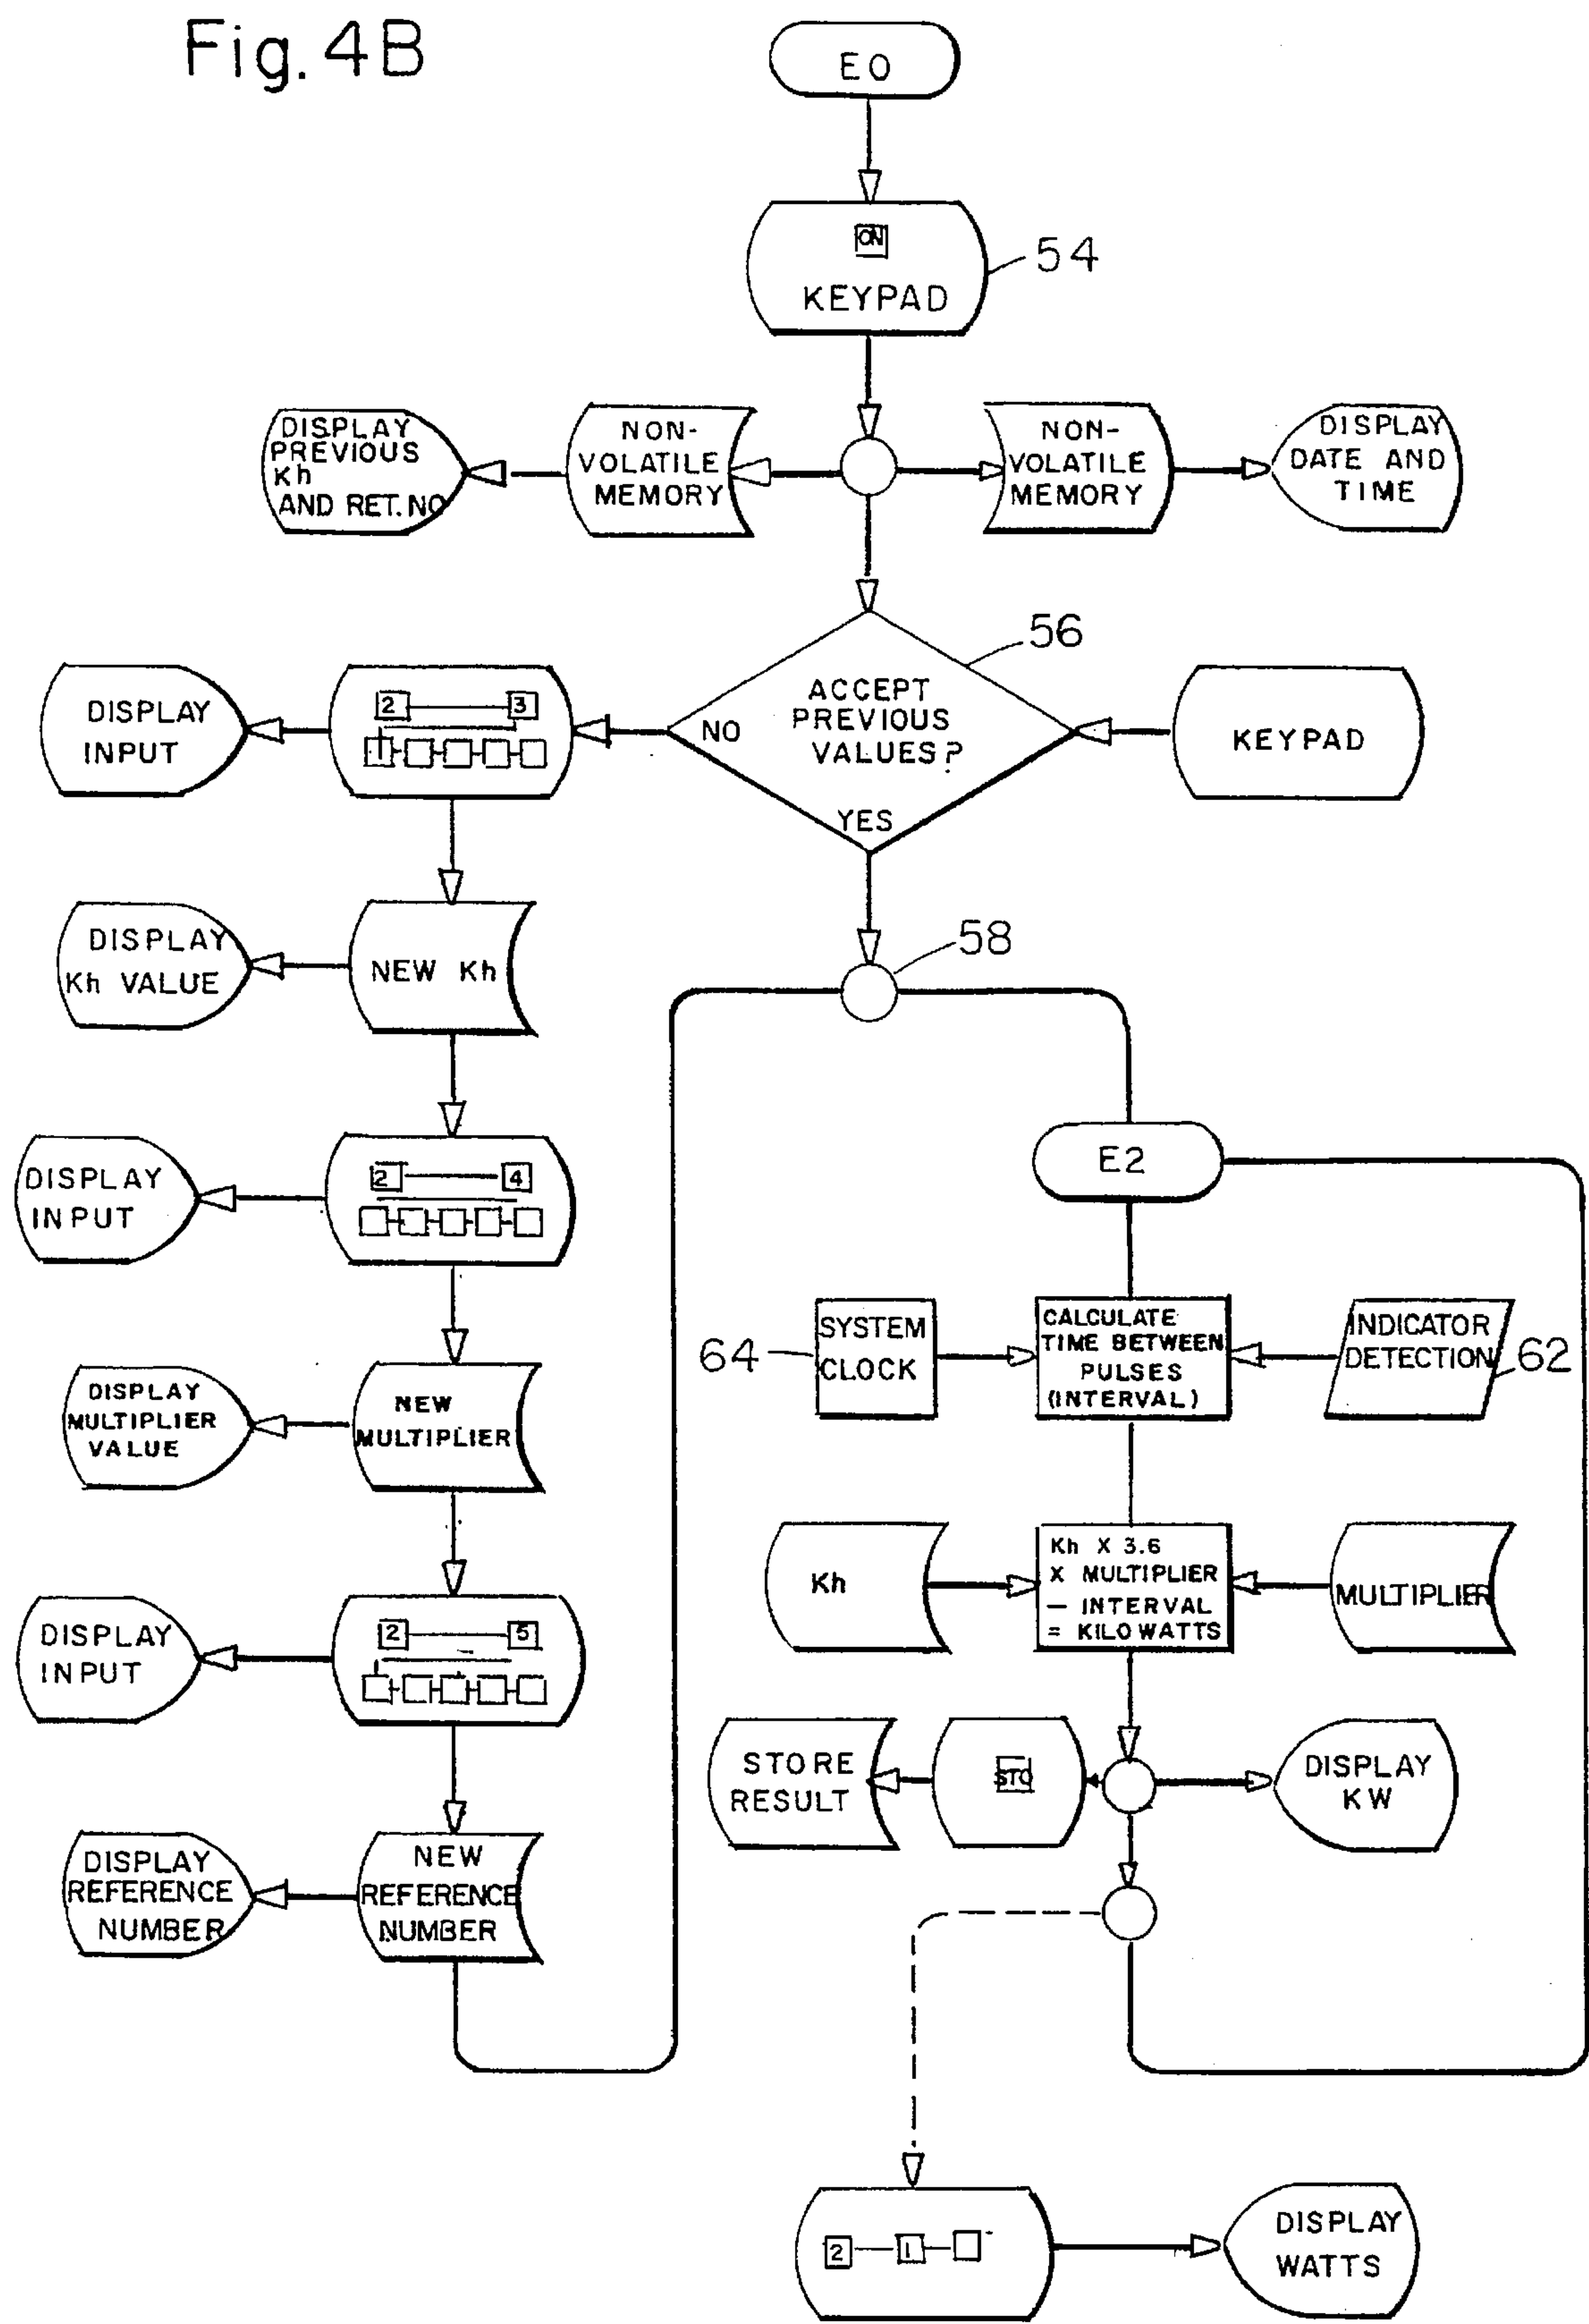 Fig. 4B
E0
ON
KEYPAD
54
DISPLAY
PREVIOUS
Kh
AND RET. NO
NON-
VOLATILE
MEMORY
NON-
VOLATILE
MEMORY
DISPLAY
DATE AND
TIME
56
ACCEPT
PREVIOUS
VALUES?
NO
YES
KEYPAD
2 3
1
DISPLAY
INPUT
58
NEW Kh
DISPLAY
Kh VALUE
2 4
DISPLAY
INPUT
E2
SYSTEM
CLOCK
64
CALCULATE
TIME BETWEEN
PULSES
(INTERVAL)
INDICATOR
DETECTION
62
NEW
MULTIPLIER
DISPLAY
MULTIPLIER
VALUE
Kh
Kh X 3.6
X MULTIPLIER
— INTERVAL
= KILOWATTS
MULTIPLIER
2 5
DISPLAY
INPUT
STORE
RESULT
STO
DISPLAY
KW
NEW
REFERENCE
NUMBER
DISPLAY
REFERENCE
NUMBER
2 1
DISPLAY
WATTS